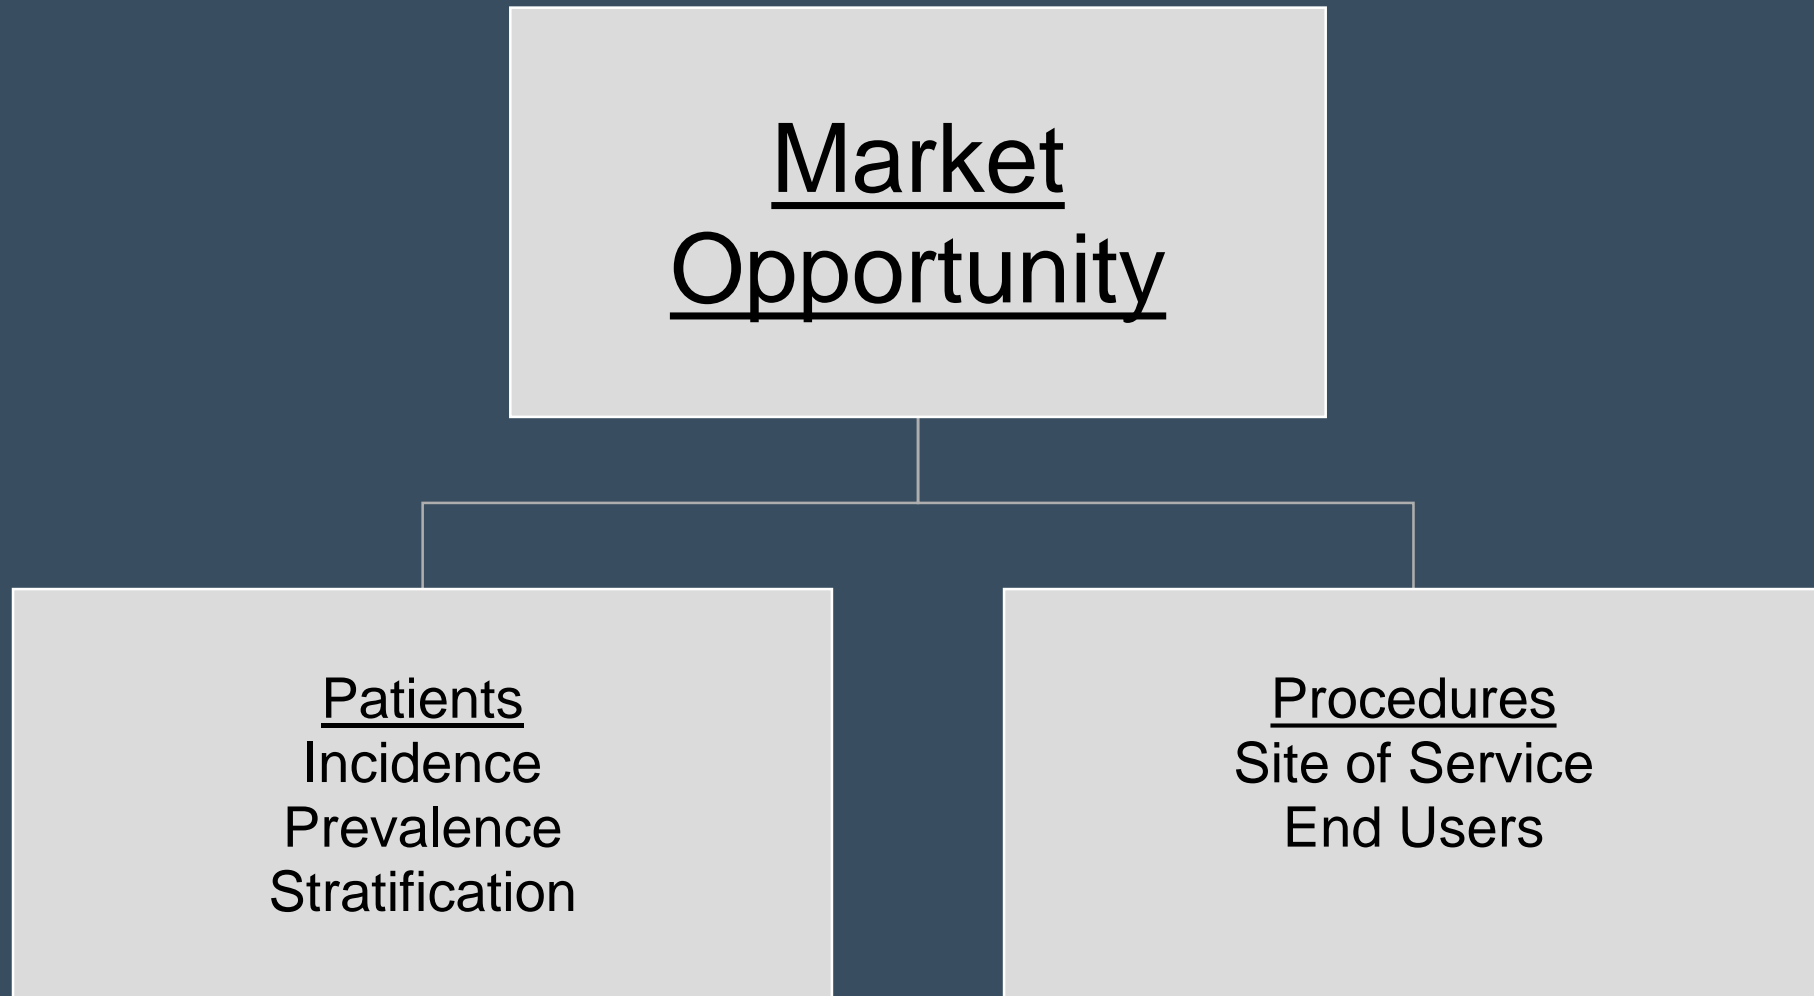 Market
Opportunity
Patients
Incidence
Prevalence
Stratification
Procedures
Site of Service
End Users